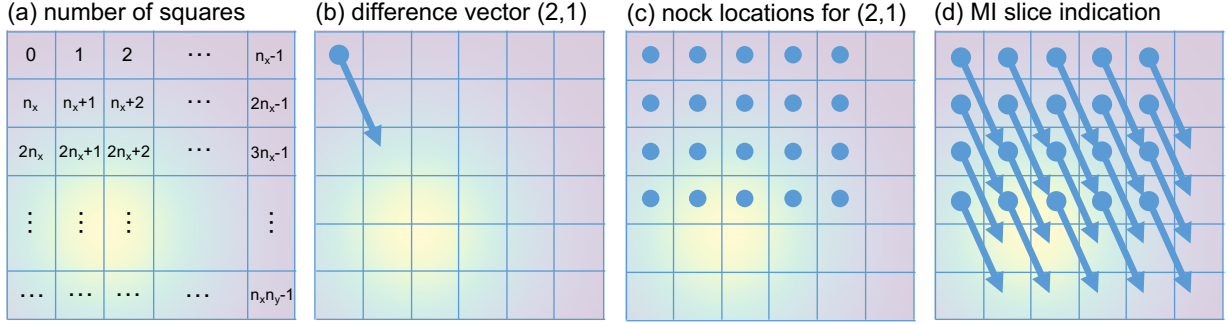 (a) number of squares
(b) difference vector (2,1)
(c) nock locations for (2,1)
(d) MI slice indication
0 1 2 ··· nₓ-1
nₓ nₓ+1 nₓ+2 ··· 2nₓ-1
2nₓ 2nₓ+1 2nₓ+2 ··· 3nₓ-1
⋮ ⋮ ⋮ ⋮
··· ··· ··· ··· nₓnᵧ-1